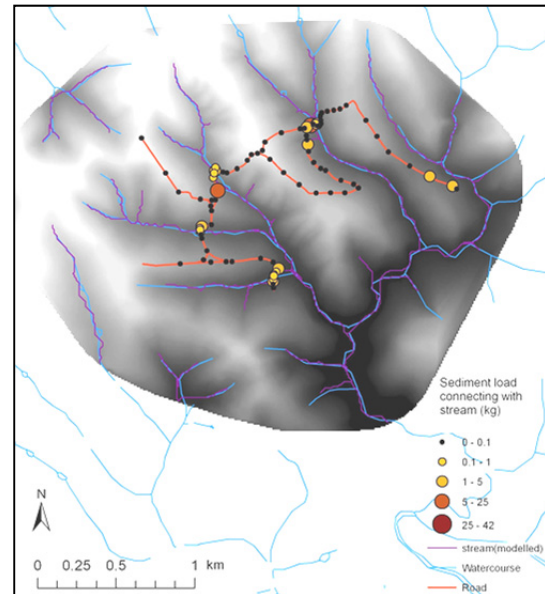 Sediment load
connecting with
stream (kg)
0 - 0.1
0.1 - 1
1 - 5
5 - 25
25 - 42
stream(modelled)
Watercourse
Road
N
0 0.25 0.5 1 km